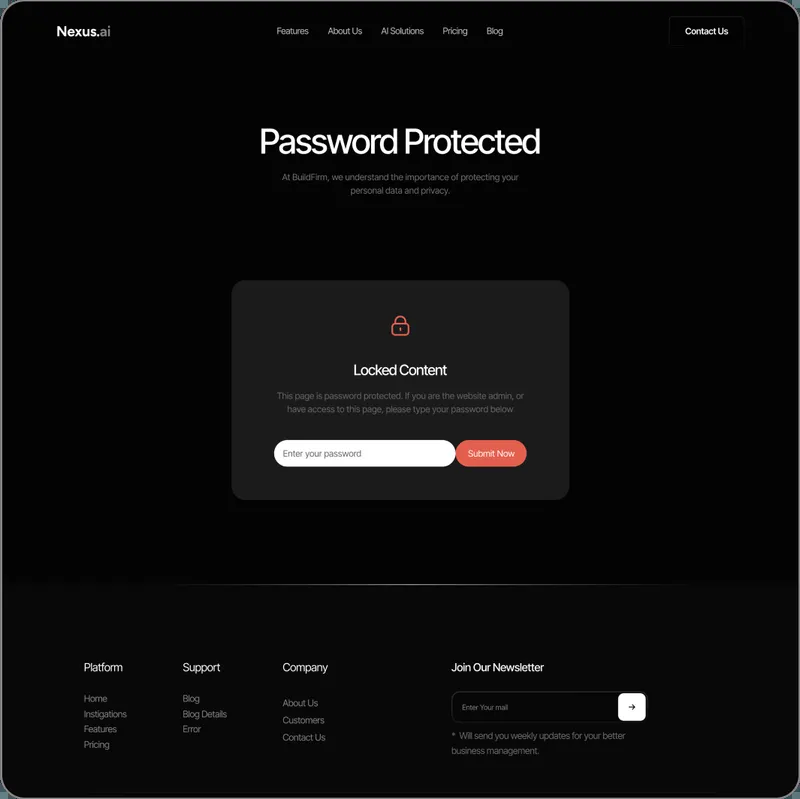 Nexus.ai
Features
About Us
AI Solutions
Pricing
Blog
Contact Us
Password Protected
At BuildFirm, we understand the importance of protecting your
personal data and privacy.
Locked Content
This page is password protected. If you are the website admin, or
have access to this page, please type your password below
Enter your password
Submit Now
Platform
Home
Instigations
Features
Pricing
Support
Blog
Blog Details
Error
Company
About Us
Customers
Contact Us
Join Our Newsletter
Enter Your mail
* Will send you weekly updates for your better
business management.